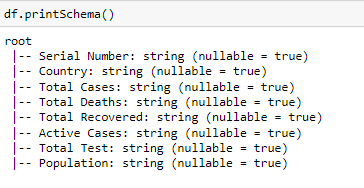 df.printSchema()
root
 |-- Serial Number: string (nullable = true)
 |-- Country: string (nullable = true)
 |-- Total Cases: string (nullable = true)
 |-- Total Deaths: string (nullable = true)
 |-- Total Recovered: string (nullable = true)
 |-- Active Cases: string (nullable = true)
 |-- Total Test: string (nullable = true)
 |-- Population: string (nullable = true)